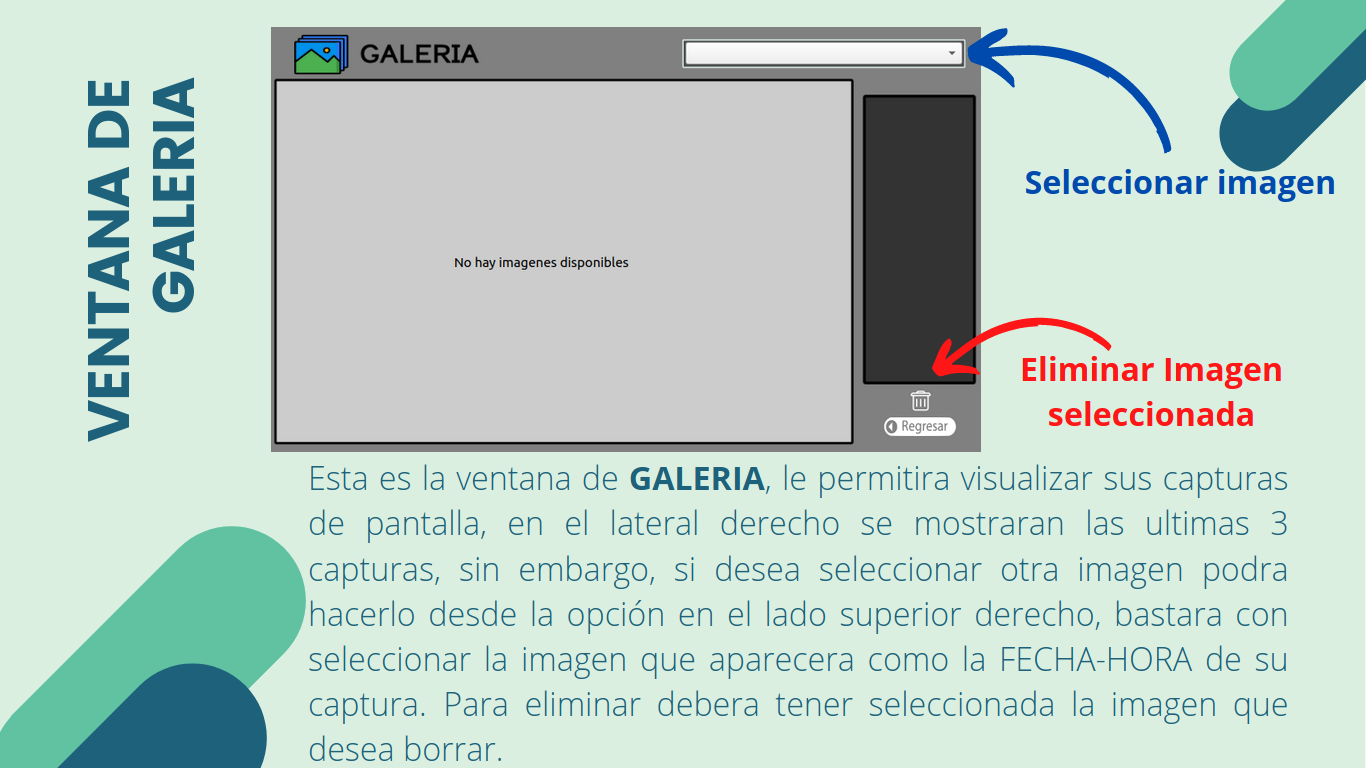 VENTANA DE
GALERIA
GALERIA
No hay imagenes disponibles
Regresar
Seleccionar imagen
Eliminar Imagen
seleccionada
Esta es la ventana de GALERIA, le permitira visualizar sus capturas
de pantalla, en el lateral derecho se mostraran las ultimas 3
capturas, sin embargo, si desea seleccionar otra imagen podra
hacerlo desde la opción en el lado superior derecho, bastara con
seleccionar la imagen que aparecera como la FECHA-HORA de su
captura. Para eliminar debera tener seleccionada la imagen que
desea borrar.